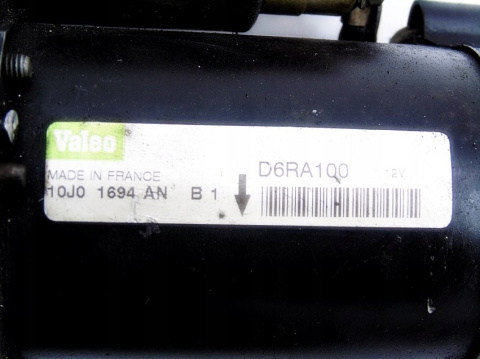 Valeo
MADE IN FRANCE
D6RA100 12V
10J0 1694 AN B 1